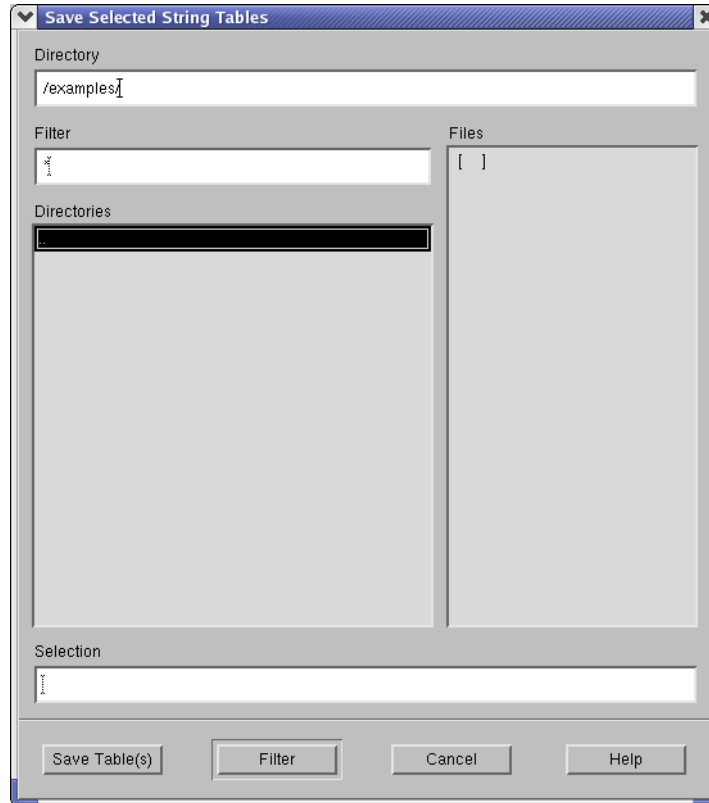 Save Selected String Tables
Directory
/examples/
Filter
*
Files
[ ]
Directories
..
Selection
Save Table(s)
Filter
Cancel
Help